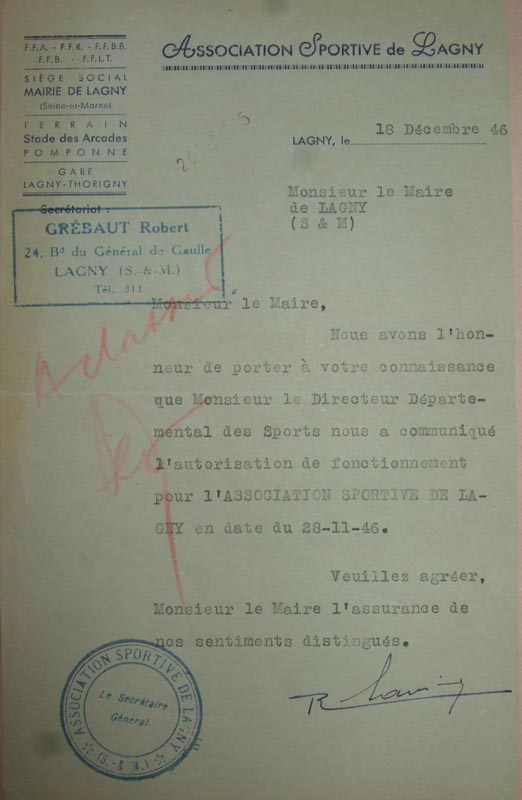 F.F.A. - F.F.R. - F.F.B.B.
F.F.B. - F.F.L.T.
SIÈGE SOCIAL
MAIRIE DE LAGNY
(Seine-et-Marne)
TERRAIN
Stade des Arcades
POMPONNE
GARE
LAGNY-THORIGNY
Secrétariat :
GRÉBAUT Robert
24, Bd du Général de Gaulle
LAGNY (S.-&-M.)
Tél. 311
ASSOCIATION SPORTIVE de LAGNY
LAGNY, le 18 Décembre 46
Monsieur le Maire
de LAGNY
(S & M)
Monsieur le Maire,
Nous avons l'hon-
neur de porter à votre connaissance
que Monsieur le Directeur Départe-
mental des Sports nous a communiqué
l'autorisation de fonctionnement
pour l'ASSOCIATION SPORTIVE DE LA-
GNY en date du 28-11-46.
Veuillez agréer,
Monsieur le Maire l'assurance de
nos sentiments distingués.
ASSOCIATION SPORTIVE DE LAGNY
(S.-&-M.)
Le Secrétaire
Général